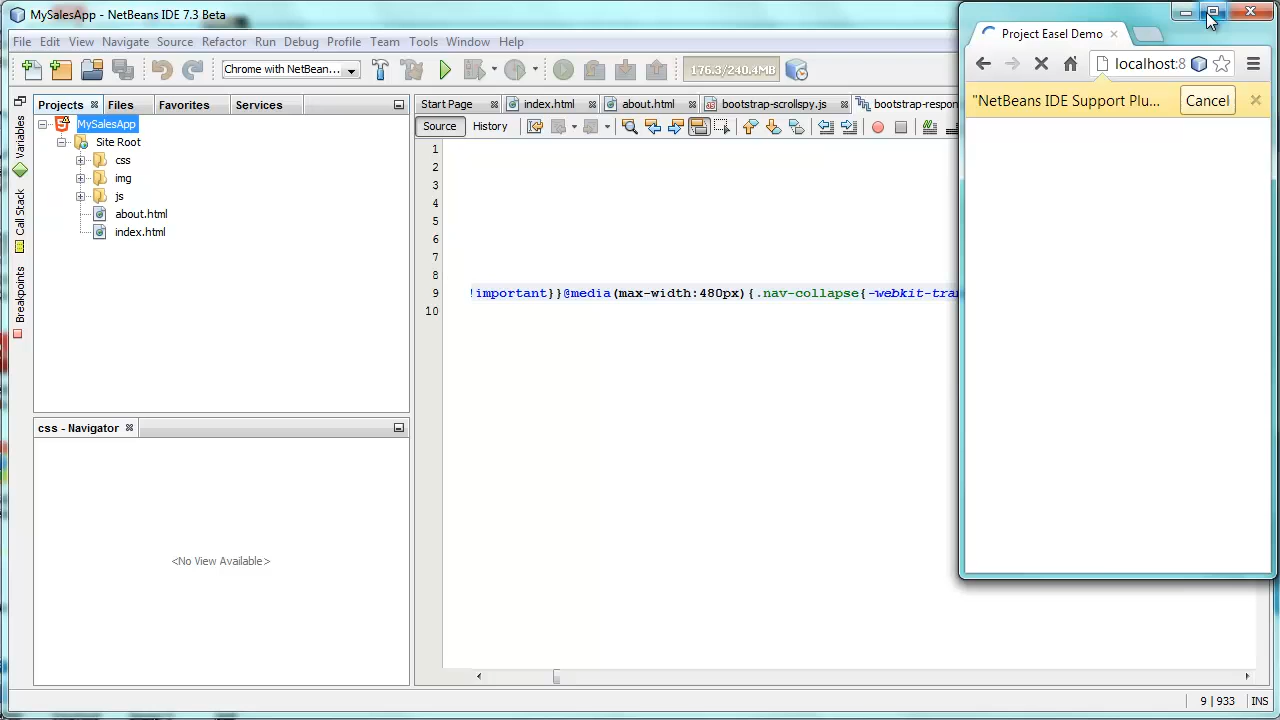 MySalesApp - NetBeans IDE 7.3 Beta
File Edit View Navigate Source Refactor Run Debug Profile Team Tools Window Help
Chrome with NetBean...
176.3/240.4MB
Projects Files Favorites Services
MySalesApp
Site Root
css
img
js
about.html
index.html
Variables
Call Stack
Breakpoints
css - Navigator
<No View Available>
Start Page index.html about.html bootstrap-scrollspy.js bootstrap-respon
Source History
1
2
3
4
5
6
7
8
9 !important}}@media(max-width:480px){.nav-collapse{-webkit-tran
10
9 | 933 INS
Project Easel Demo
localhost:8
"NetBeans IDE Support Plu... Cancel